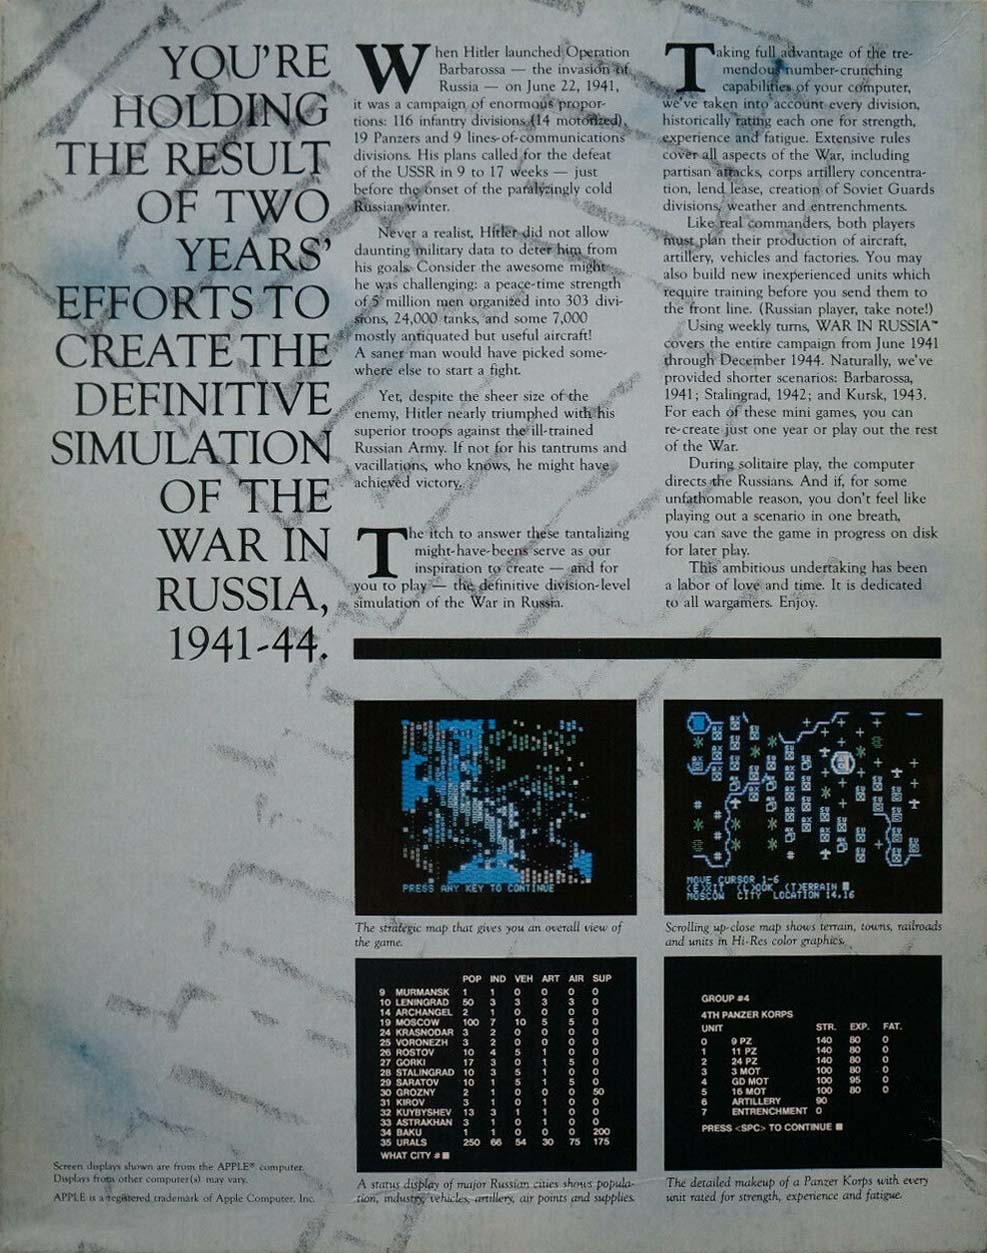 YOU'RE
HOLDING
THE RESULT
OF TWO
YEARS'
EFFORTS TO
CREATE THE
DEFINITIVE
SIMULATION
OF THE
WAR IN
RUSSIA,
1941-44.
When Hitler launched Operation
Barbarossa — the invasion of
Russia — on June 22, 1941,
it was a campaign of enormous propor-
tions: 116 infantry divisions (14 motorized),
19 Panzers and 9 lines-of-communications
divisions. His plans called for the defeat
of the USSR in 9 to 17 weeks — just
before the onset of the paralyzingly cold
Russian winter.
Never a realist, Hitler did not allow
daunting military data to deter him from
his goals. Consider the awesome might
he was challenging: a peace-time strength
of 5 million men organized into 303 divi-
sions, 24,000 tanks, and some 7,000
mostly antiquated but useful aircraft!
A saner man would have picked some-
where else to start a fight.
Yet, despite the sheer size of the
enemy, Hitler nearly triumphed with his
superior troops against the ill-trained
Russian Army. If not for his tantrums and
vacillations, who knows, he might have
achieved victory.
The itch to answer these tantalizing
might-have-beens serve as our
inspiration to create — and for
you to play — the definitive division-level
simulation of the War in Russia.
Taking full advantage of the tre-
mendous number-crunching
capabilities of your computer,
we've taken into account every division,
historically rating each one for strength,
experience and fatigue. Extensive rules
cover all aspects of the War, including
partisan attacks, corps artillery concentra-
tion, lend lease, creation of Soviet Guards
divisions, weather and entrenchments.
Like real commanders, both players
must plan their production of aircraft,
artillery, vehicles and factories. You may
also build new inexperienced units which
require training before you send them to
the front line. (Russian player, take note!)
Using weekly turns, WAR IN RUSSIA™
covers the entire campaign from June 1941
through December 1944. Naturally, we've
provided shorter scenarios: Barbarossa,
1941; Stalingrad, 1942; and Kursk, 1943.
For each of these mini games, you can
re-create just one year or play out the rest
of the War.
During solitaire play, the computer
directs the Russians. And if, for some
unfathomable reason, you don't feel like
playing out a scenario in one breath,
you can save the game in progress on disk
for later play.
This ambitious undertaking has been
a labor of love and time. It is dedicated
to all wargamers. Enjoy.
PRESS ANY KEY TO CONTINUE
The strategic map that gives you an overall view of
the game.
MOVE CURSOR 1-6
(E)XIT (L)OOK (T)ERRAIN
MOSCOW CITY LOCATION 14,16
Scrolling up-close map shows terrain, towns, railroads
and units in Hi-Res color graphics.
POP IND VEH ART AIR SUP
9 MURMANSK 1 1 0 0 0 0
10 LENINGRAD 50 3 3 3 3 0
14 ARCHANGEL 2 1 0 0 0 0
19 MOSCOW 100 7 10 5 5 0
24 KRASNODAR 3 2 0 0 0 0
25 VORONEZH 3 2 0 0 0 0
26 ROSTOV 10 4 5 1 0 0
27 GORKI 17 3 0 1 5 0
28 STALINGRAD 10 3 5 1 0 0
29 SARATOV 10 1 5 1 5 0
30 GROZNY 2 1 0 0 0 50
31 KIROV 3 1 0 1 1 0
32 KUYBYSHEV 13 3 1 1 0 0
33 ASTRAKHAN 3 1 0 1 0 0
34 BAKU 1 1 0 0 0 200
35 URALS 250 66 54 30 75 175
WHAT CITY #
A status display of major Russian cities shows popula-
tion, industry, vehicles, artillery, air points and supplies.
GROUP #4
4TH PANZER KORPS
UNIT STR. EXP. FAT.
0 9 PZ 140 80 0
1 11 PZ 140 80 0
2 24 PZ 140 80 0
3 3 MOT 100 80 0
4 GD MOT 100 95 0
5 16 MOT 100 80 0
6 ARTILLERY 90
7 ENTRENCHMENT 0
PRESS <SPC> TO CONTINUE
The detailed makeup of a Panzer Korps with every
unit rated for strength, experience and fatigue.
Screen displays shown are from the APPLE® computer.
Displays from other computer(s) may vary.
APPLE is a registered trademark of Apple Computer, Inc.